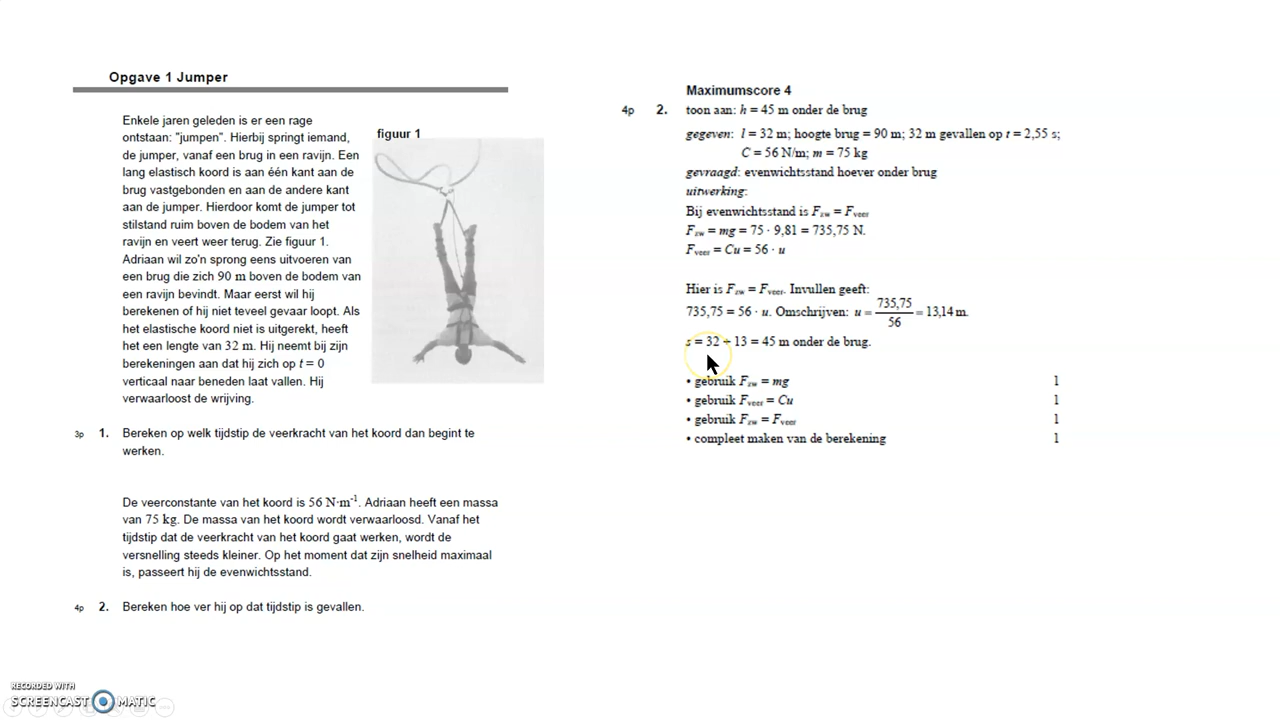 Opgave 1 Jumper
Enkele jaren geleden is er een rage
ontstaan: "jumpen". Hierbij springt iemand,
de jumper, vanaf een brug in een ravijn. Een
lang elastisch koord is aan één kant aan de
brug vastgebonden en aan de andere kant
aan de jumper. Hierdoor komt de jumper tot
stilstand ruim boven de bodem van het
ravijn en veert weer terug. Zie figuur 1.
Adriaan wil zo'n sprong eens uitvoeren van
een brug die zich 90 m boven de bodem van
een ravijn bevindt. Maar eerst wil hij
berekenen of hij niet teveel gevaar loopt. Als
het elastische koord niet is uitgerekt, heeft
het een lengte van 32 m. Hij neemt bij zijn
berekeningen aan dat hij zich op t = 0
verticaal naar beneden laat vallen. Hij
verwaarloost de wrijving.
figuur 1
3p 1. Bereken op welk tijdstip de veerkracht van het koord dan begint te
werken.
De veerconstante van het koord is 56 N·m⁻¹. Adriaan heeft een massa
van 75 kg. De massa van het koord wordt verwaarloosd. Vanaf het
tijdstip dat de veerkracht van het koord gaat werken, wordt de
versnelling steeds kleiner. Op het moment dat zijn snelheid maximaal
is, passeert hij de evenwichtsstand.
4p 2. Bereken hoe ver hij op dat tijdstip is gevallen.
Maximumscore 4
4p 2. toon aan: h = 45 m onder de brug
gegeven: l = 32 m; hoogte brug = 90 m; 32 m gevallen op t = 2,55 s;
C = 56 N/m; m = 75 kg
gevraagd: evenwichtsstand hoever onder brug
uitwerking:
Bij evenwichtsstand is Fzw = Fveer
Fzw = mg = 75 · 9,81 = 735,75 N.
Fveer = Cu = 56 · u
Hier is Fzw = Fveer. Invullen geeft:
735,75 = 56 · u. Omschrijven: u = 735,75/56 = 13,14 m.
s = 32 + 13 = 45 m onder de brug.
• gebruik Fzw = mg 1
• gebruik Fveer = Cu 1
• gebruik Fzw = Fveer 1
• compleet maken van de berekening 1
RECORDED WITH
SCREENCAST MATIC